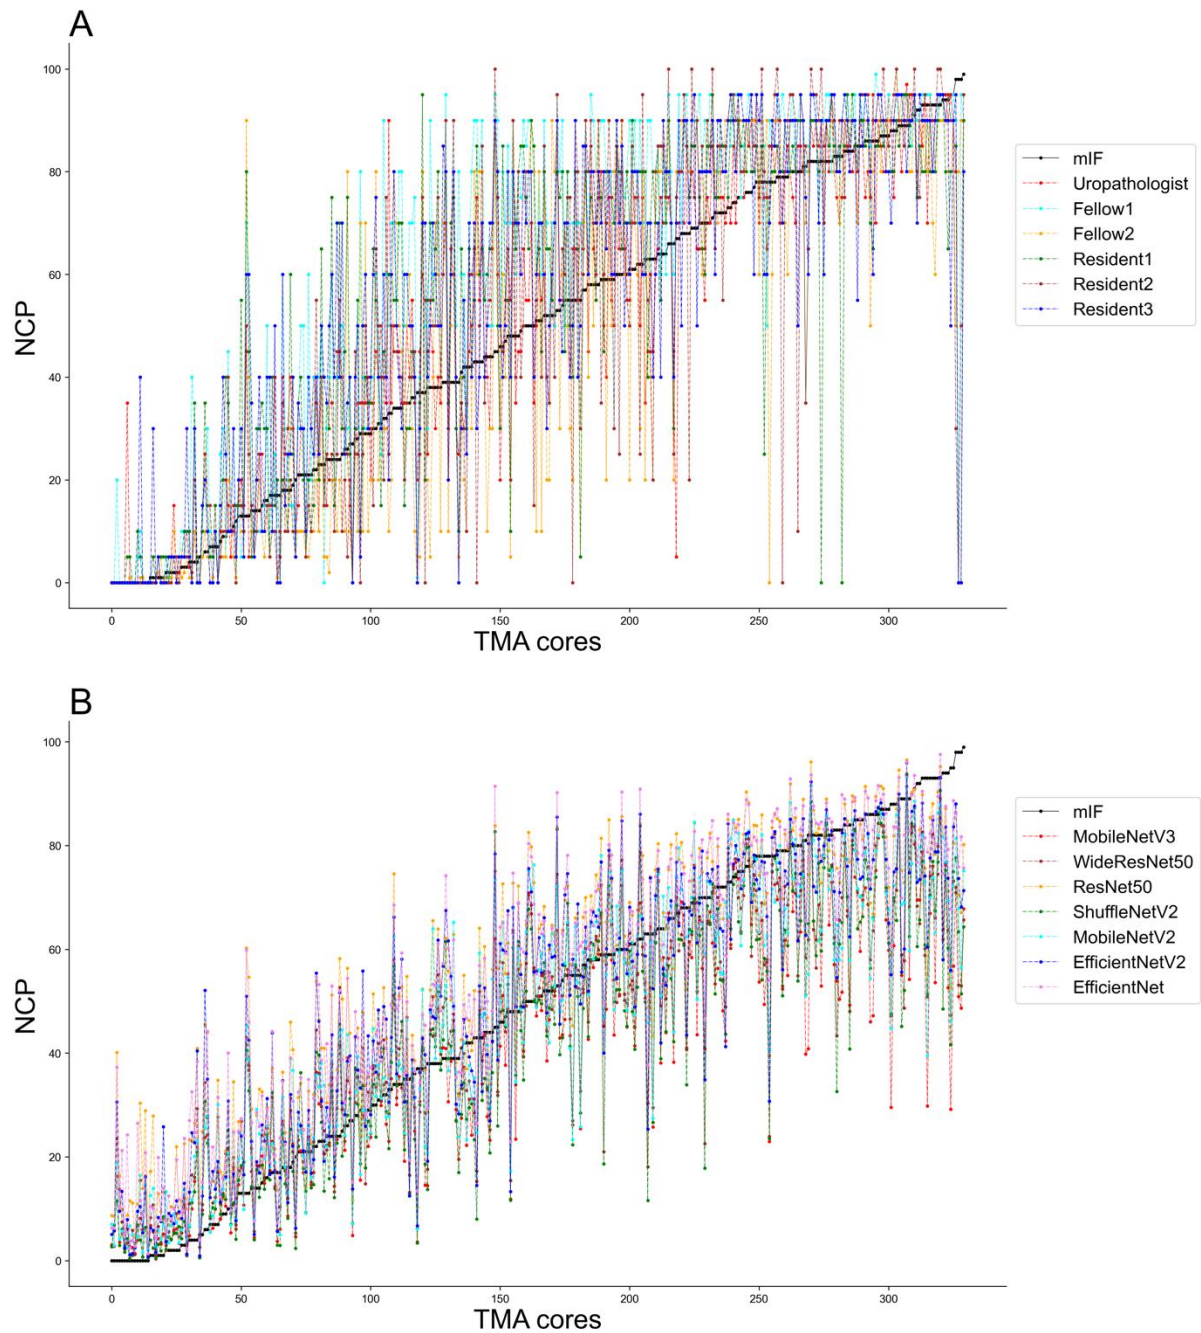 A
100
80
60
40
20
0
NCP
0 50 100 150 200 250 300
TMA cores
mIF
Uropathologist
Fellow1
Fellow2
Resident1
Resident2
Resident3
B
100
80
60
40
20
0
NCP
0 50 100 150 200 250 300
TMA cores
mIF
MobileNetV3
WideResNet50
ResNet50
ShuffleNetV2
MobileNetV2
EfficientNetV2
EfficientNet